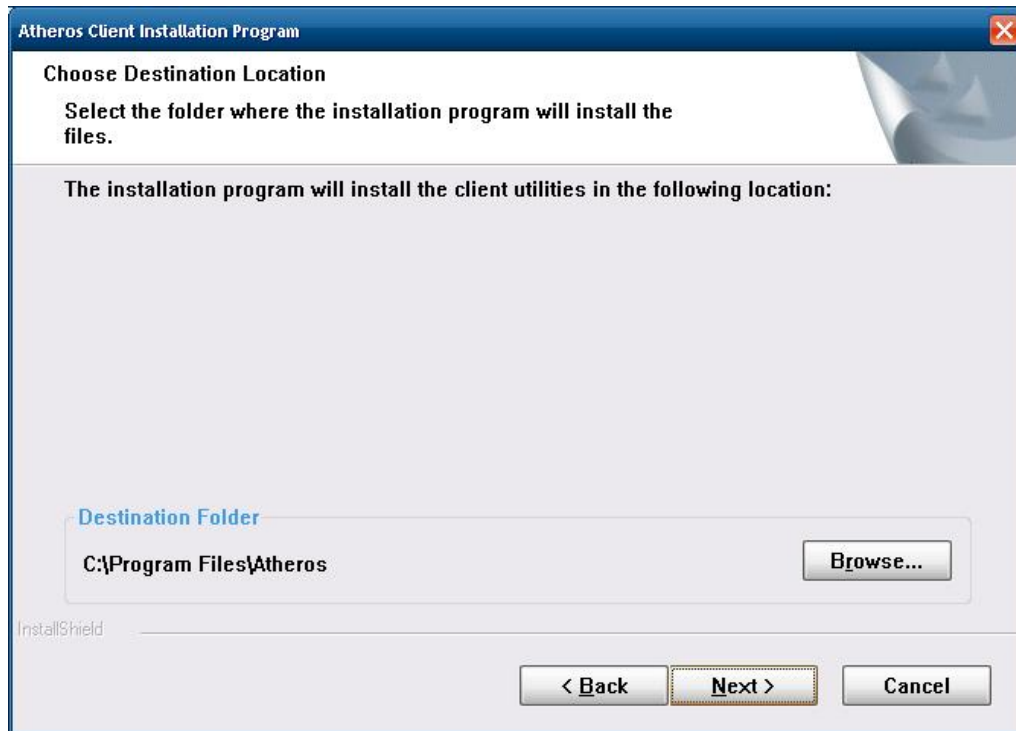 Atheros Client Installation Program
Choose Destination Location
Select the folder where the installation program will install the
files.
The installation program will install the client utilities in the following location:
Destination Folder
C:\Program Files\Atheros
Browse...
InstallShield
< Back
Next >
Cancel